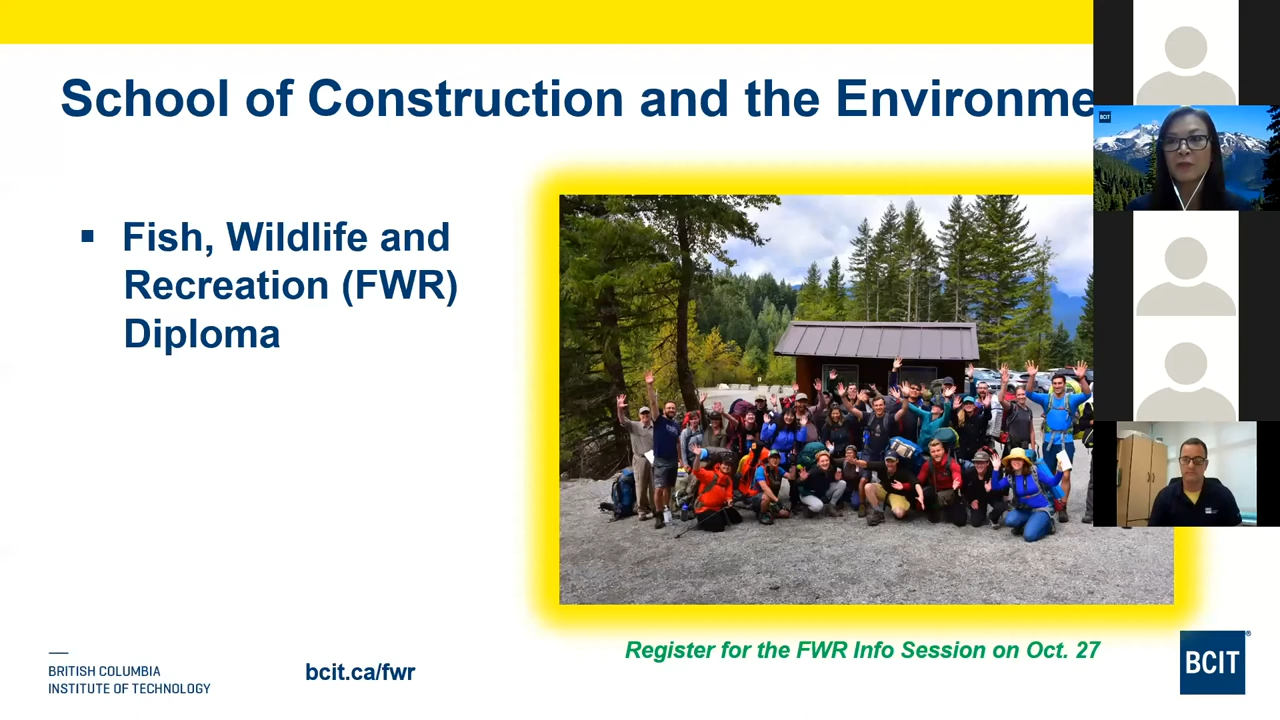 School of Construction and the Environme
BCIT
▪ Fish, Wildlife and
Recreation (FWR)
Diploma
Register for the FWR Info Session on Oct. 27
BRITISH COLUMBIA
INSTITUTE OF TECHNOLOGY
bcit.ca/fwr
BCIT®